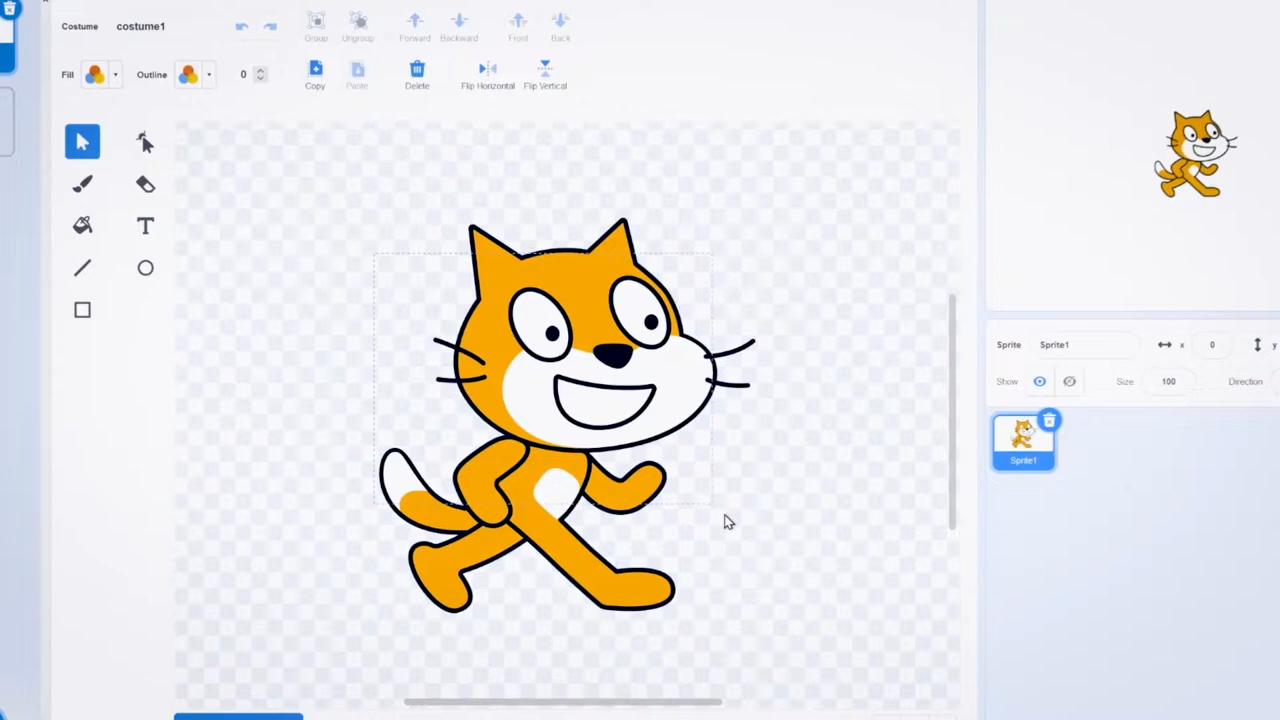 Costume costume1
Group Ungroup Forward Backward Front Back
Fill Outline 0
Copy Paste Delete Flip Horizontal Flip Vertical
T
Sprite Sprite1 x 0 y
Show Size 100 Direction
Sprite1